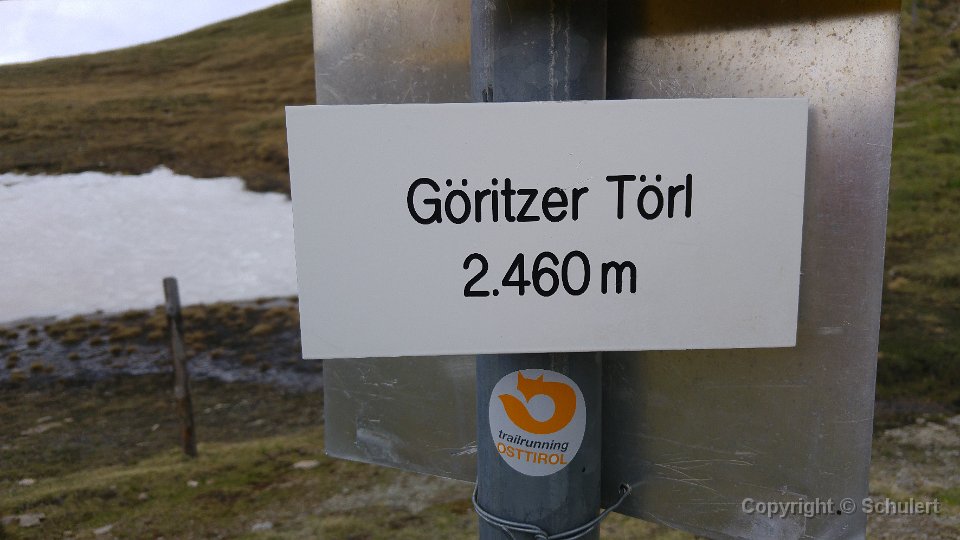 Göritzer Törl
2.460 m
trailrunning
OSTTIROL
Copyright © Schulert